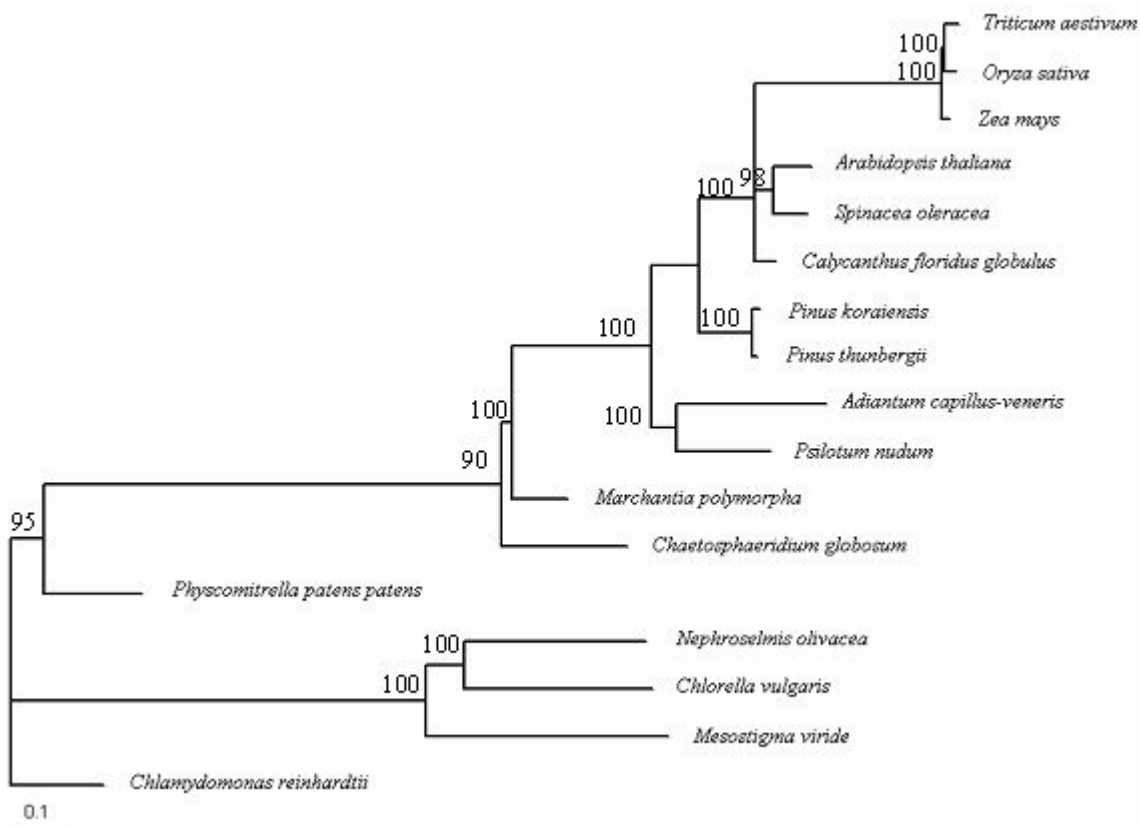 Triticum aestivum
100
100
Oryza sativa
Zea mays
Arabidopsis thaliana
100
98
Spinacea oleracea
Calycanthus floridus globulus
Pinus koraiensis
100
100
Pinus thunbergii
Adiantum capillus-veneris
100
100
Psilotum nudum
90
Marchantia polymorpha
95
Chaetosphaeridium globosum
Physcomitrella patens patens
100
Nephroselmis olivacea
100
Chlorella vulgaris
Mesostigma viride
Chlamydomonas reinhardtii
0.1